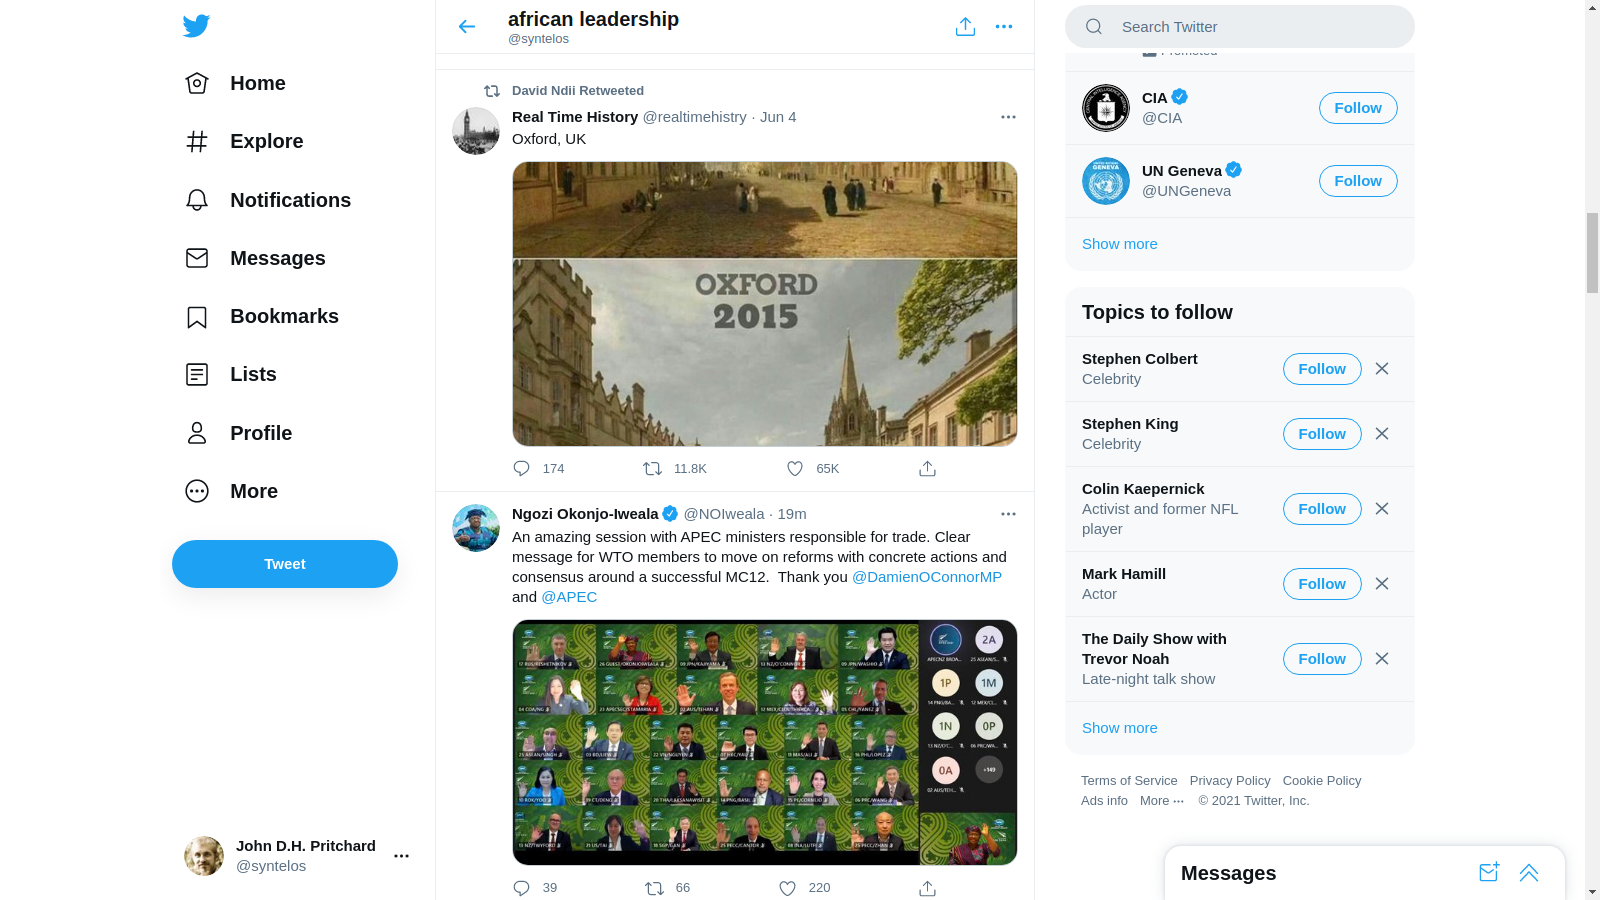 Home
Explore
Notifications
Messages
Bookmarks
Lists
Profile
More
Tweet
John D.H. Pritchard
@syntelos
african leadership
@syntelos
David Ndii Retweeted
Real Time History @realtimehistry · Jun 4
Oxford, UK
OXFORD
2015
174
11.8K
65K
Ngozi Okonjo-Iweala @NOIweala · 19m
An amazing session with APEC ministers responsible for trade. Clear
message for WTO members to move on reforms with concrete actions and
consensus around a successful MC12.  Thank you @DamienOConnorMP
and @APEC
2A
1P
1M
1N
0P
0A
+149
39
66
220
Search Twitter
Promoted
CIA
@CIA
Follow
UN Geneva
@UNGeneva
Follow
Show more
Topics to follow
Stephen Colbert
Celebrity
Follow
Stephen King
Celebrity
Follow
Colin Kaepernick
Activist and former NFL
player
Follow
Mark Hamill
Actor
Follow
The Daily Show with
Trevor Noah
Late-night talk show
Follow
Show more
Terms of Service Privacy Policy Cookie Policy
Ads info More ··· © 2021 Twitter, Inc.
Messages